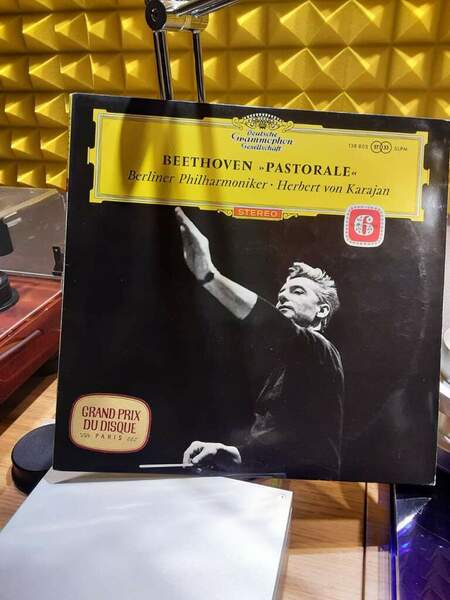 Deutsche
Grammophon
Gesellschaft
138 805 SLPM
33
BEETHOVEN »PASTORALE«
Berliner Philharmoniker · Herbert von Karajan
STEREO
6
GRAND PRIX
DU DISQUE
PARIS